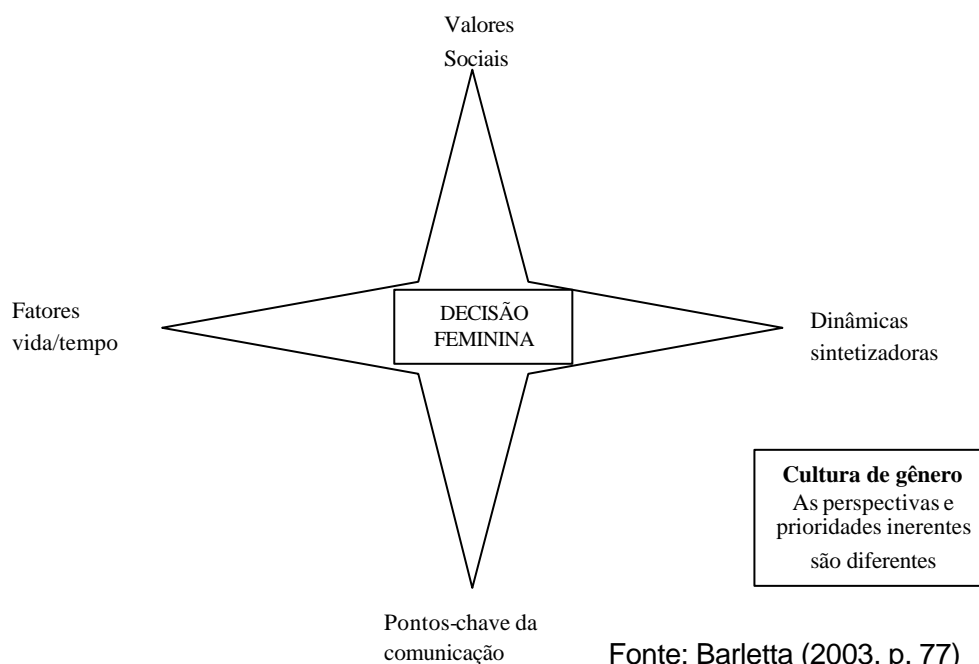 Valores
Sociais
Fatores
vida/tempo
DECISÃO
FEMININA
Dinâmicas
sintetizadoras
Cultura de gênero
As perspectivas e
prioridades inerentes
são diferentes
Pontos-chave da
comunicação
Fonte: Barletta (2003, p. 77)